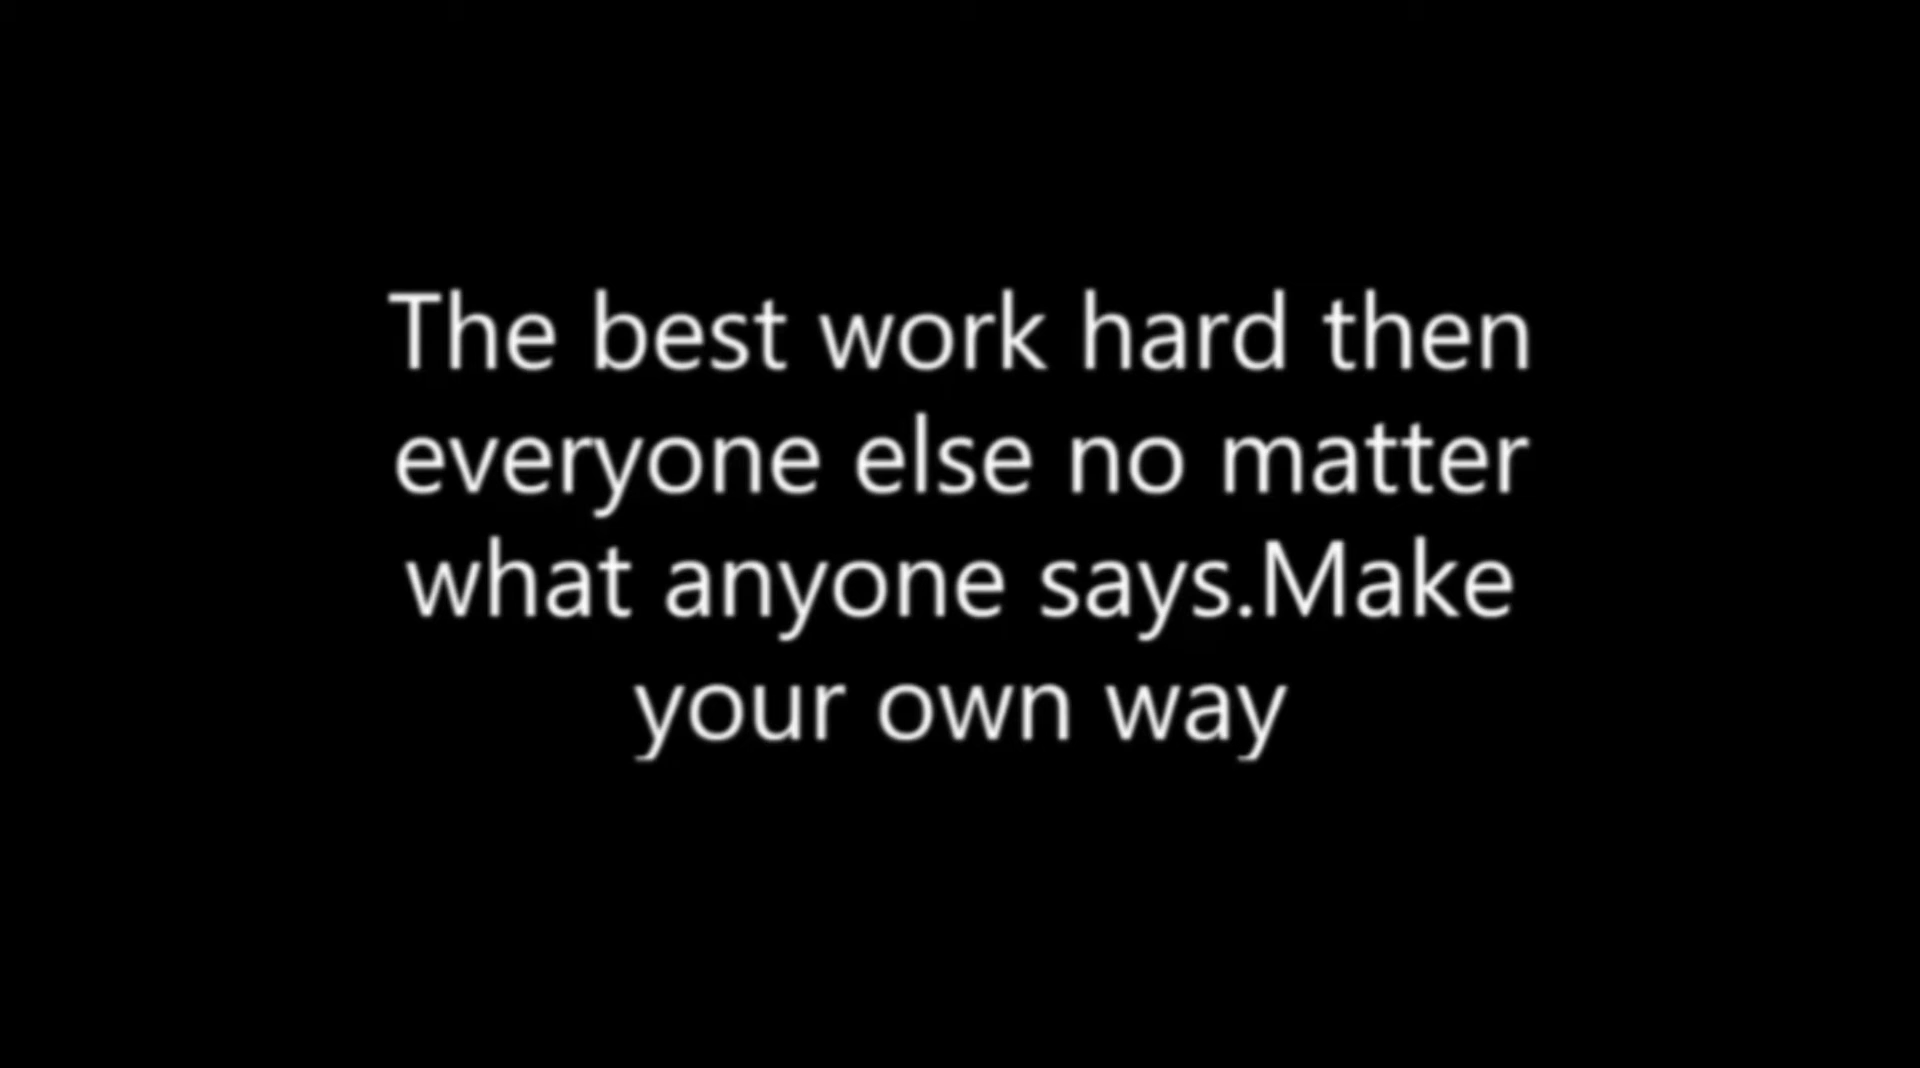 The best work hard then
everyone else no matter
what anyone says.Make
your own way